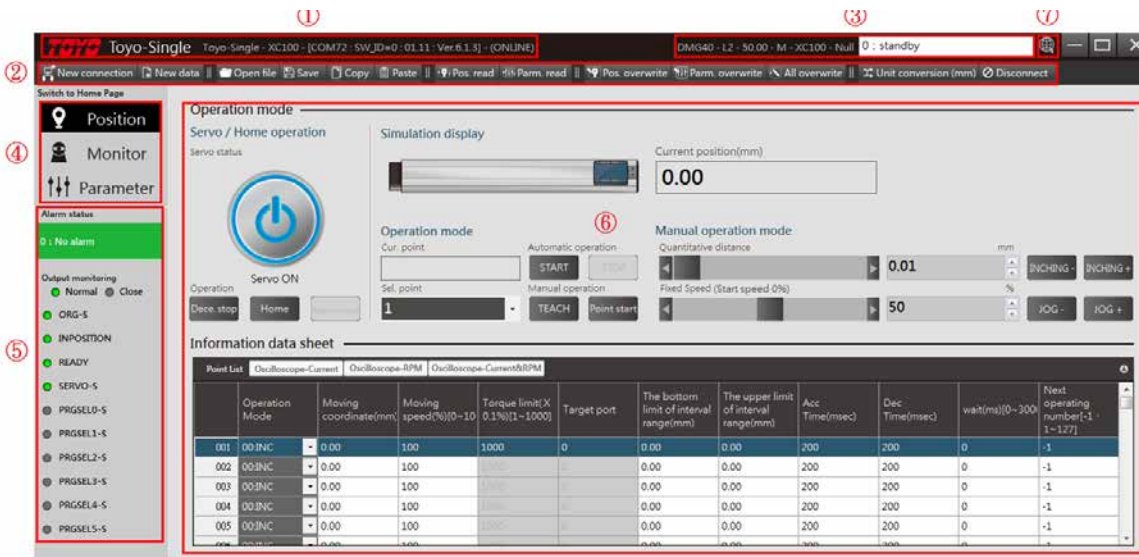 ① ③ ⑦
TOYO Toyo-Single Toyo-Single - XC100 - [COM72 : SW_ID=0 : 01.11 : Ver.6.1.3] - (ONLINE) DMG40 - L2 - 50.00 - M - XC100 - Null 0 : standby
② New connection New data Open file Save Copy Paste Pos. read Parm. read Pos. overwrite Parm. overwrite All overwrite Unit conversion (mm) Disconnect
Switch to Home Page
Position
④ Monitor
Parameter
Alarm status
0 : No alarm
Output monitoring
Normal Close
ORG-S
INPOSITION
⑤ READY
SERVO-S
PRGSEL0-S
PRGSEL1-S
PRGSEL2-S
PRGSEL3-S
PRGSEL4-S
PRGSEL5-S
Operation mode
Servo / Home operation
Servo status
Servo ON
Operation
Dece. stop Home
Simulation display
Current position(mm)
0.00
⑥
Operation mode
Cur. point Automatic operation
START STOP
Sel. point Manual operation
1 TEACH Point start
Manual operation mode
Quantitative distance mm
0.01 INCHING - INCHING +
Fixed Speed (Start speed 0%) %
50 JOG - JOG +
Information data sheet
Point List Oscilloscope-Current Oscilloscope-RPM Oscilloscope-Current&RPM
Operation Mode Moving coordinate(mm) Moving speed(%)[0~10 Torque limit(X 0.1%)[1~1000] Target port The bottom limit of interval range(mm) The upper limit of interval range(mm) Acc Time(msec) Dec Time(msec) wait(ms)[0~300 Next operating number[-1 · 1~127]
001 00:INC 0.00 100 1000 0 0.00 0.00 200 200 0 -1
002 00:INC 0.00 100 1000 0 0.00 0.00 200 200 0 -1
003 00:INC 0.00 100 1000 0 0.00 0.00 200 200 0 -1
004 00:INC 0.00 100 1000 0 0.00 0.00 200 200 0 -1
005 00:INC 0.00 100 1000 0 0.00 0.00 200 200 0 -1